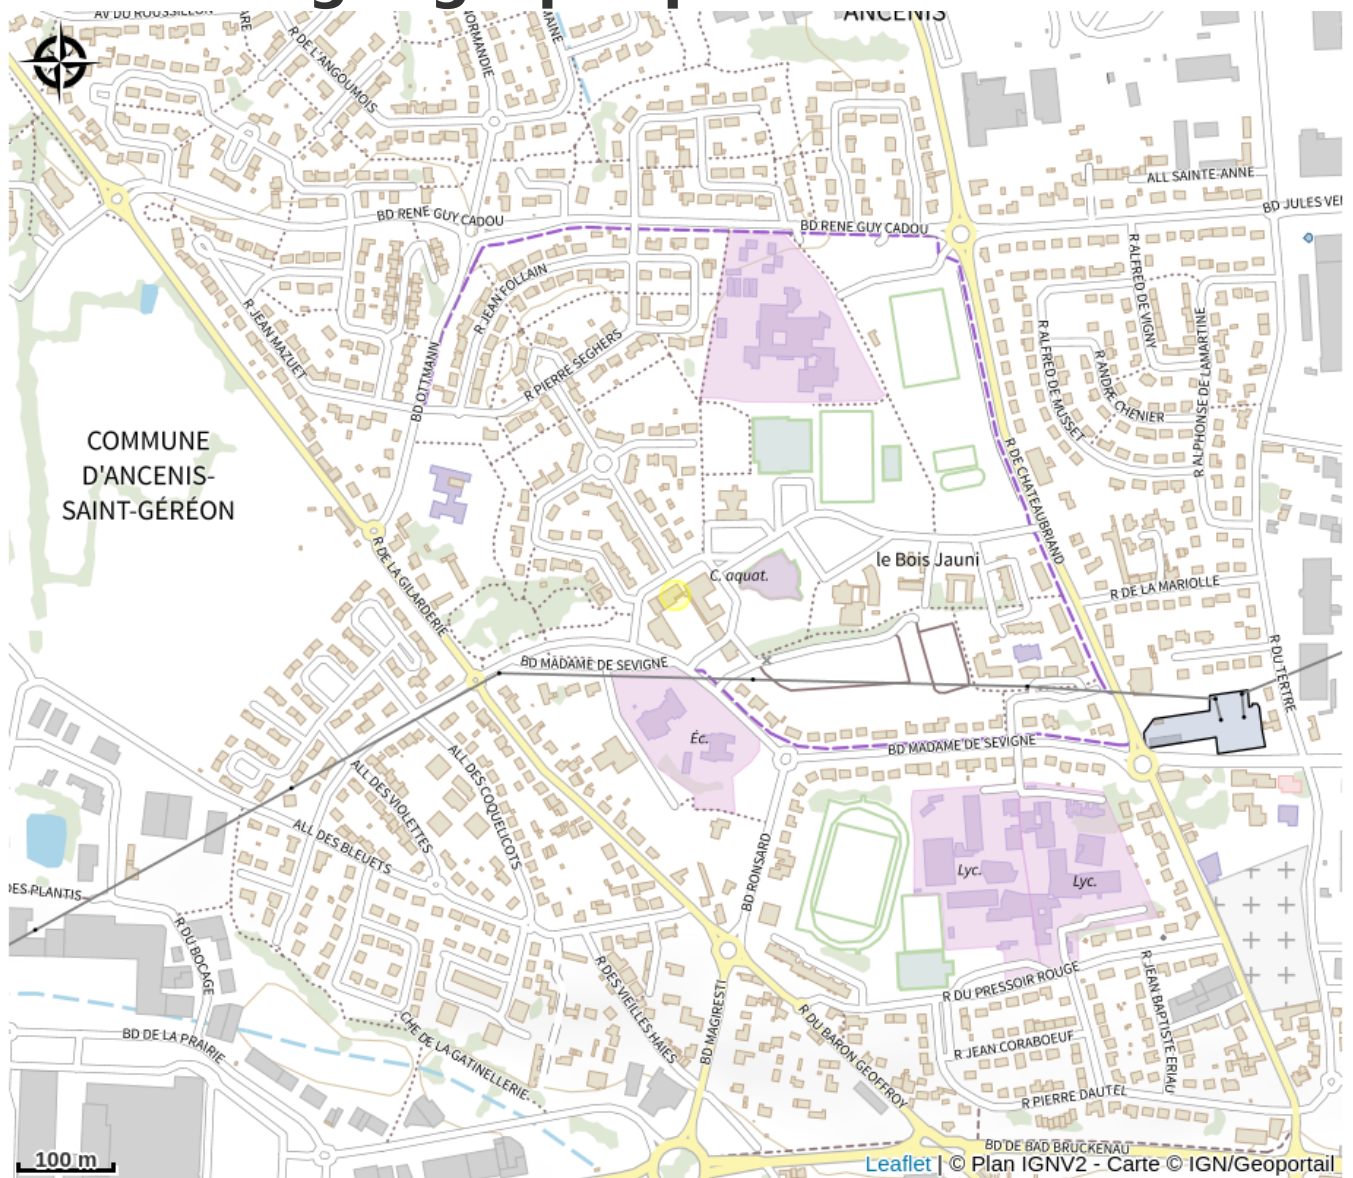 ANCENIS
AV DU ROUSSILLON
R DE L'ANGOUMOIS
ALL SAINTE-ANNE
BD RENE GUY CADOU
BD RENE GUY CADOU
R JEAN FOLLAIN
R JEAN MAZUET
R PIERRE SEGHERS
BD OTTMANN
R ALFRED DE VIGNY
R ALFRED DE MUSSET
R ANDRE CHENIER
R ALPHONSE DE LAMARTINE
COMMUNE
D'ANCENIS-
SAINT-GÉRÉON
R DE CHATEAUBRIAND
R DE LA GILARDERIE
C. aquat.
le Bois Jauni
R DE LA MARIOLLE
R DU TERTRE
BD MADAME DE SEVIGNE
Éc.
BD MADAME DE SEVIGNE
ALL DES VIOLETTES
ALL DES COQUELICOTS
ALL DES BLEUETS
BD RONSARD
Lyc.
Lyc.
DES PLANTIS
R DU BOCAGE
R DES VIEILLES HAIES
R DU PRESSOIR ROUGE
R JEAN BAPTISTE ERIAU
BD MAGIRESTI
R DU BARON GEOFFROY
R JEAN CORABOEUF
BD DE LA PRAIRIE
CHE DE LA GATINELLERIE
R PIERRE DAUTEL
BD DE BAD BRUCKENAU
100 m
Leaflet | © Plan IGNV2 - Carte © IGN/Geoportail